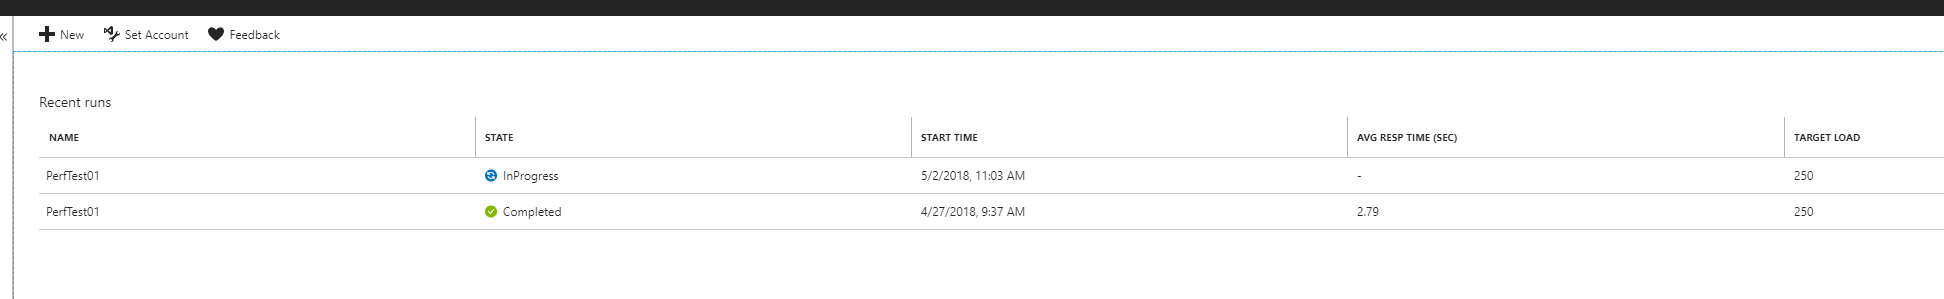 « New Set Account Feedback
Recent runs
NAME STATE START TIME AVG RESP TIME (SEC) TARGET LOAD
PerfTest01 InProgress 5/2/2018, 11:03 AM - 250
PerfTest01 Completed 4/27/2018, 9:37 AM 2.79 250